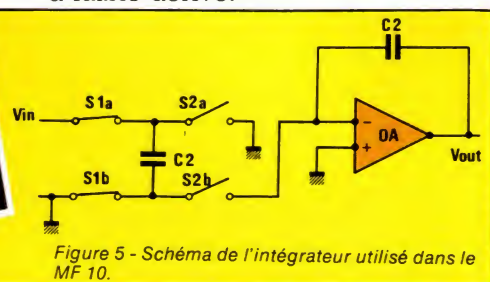 C2
S1a
S2a
Vin
C2
OA
-
+
Vout
S1b
S2b
Figure 5 - Schéma de l'intégrateur utilisé dans le
MF 10.